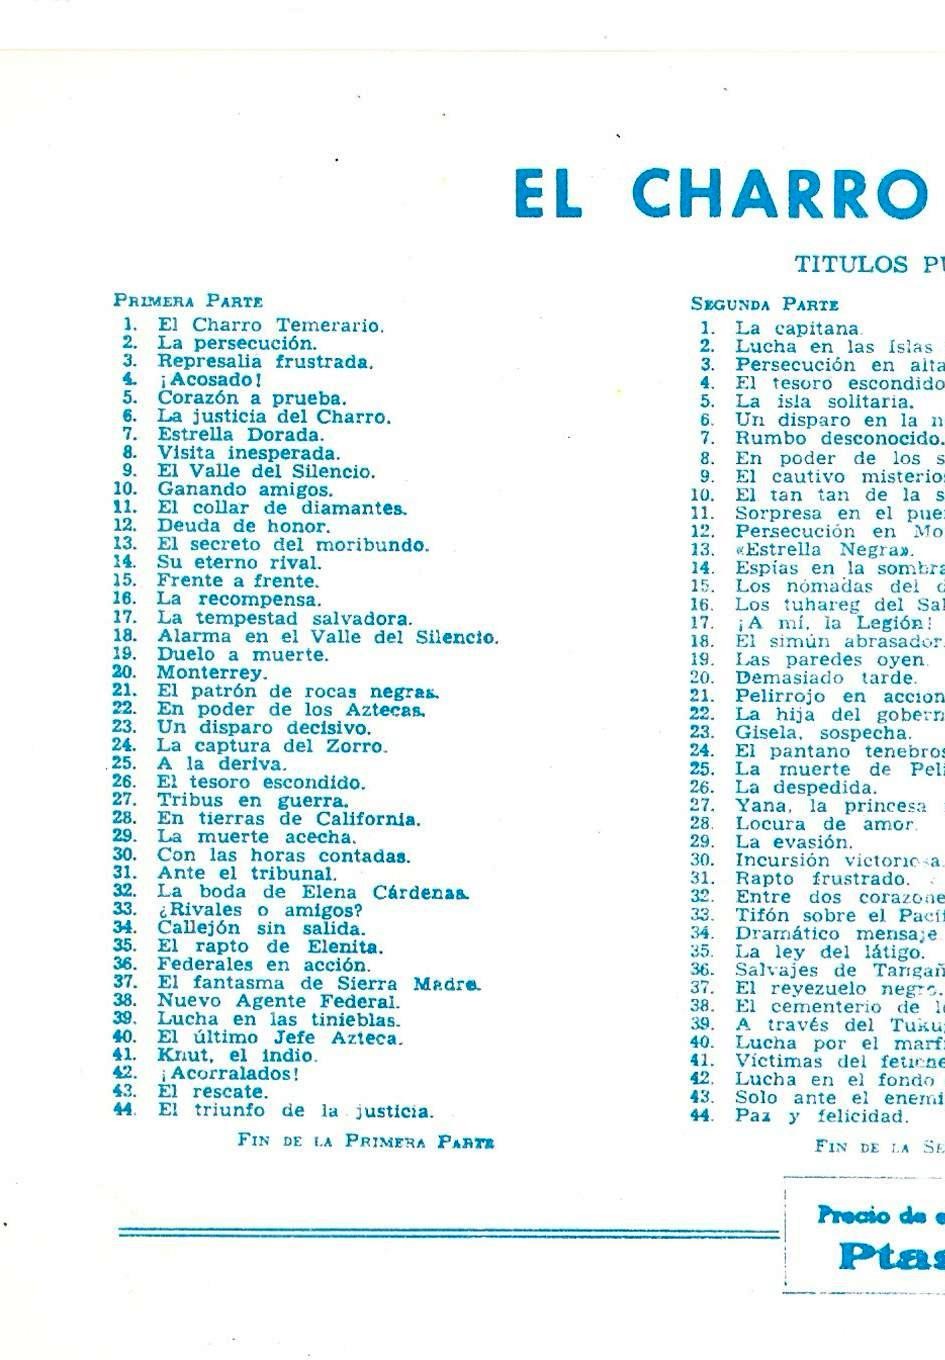 EL CHARRO
TITULOS
PRIMERA PARTE
1. El Charro Temerario.
2. La persecución.
3. Represalia frustrada.
4. ¡Acosado!
5. Corazón a prueba.
6. La justicia del Charro.
7. Estrella Dorada.
8. Visita inesperada.
9. El Valle del Silencio.
10. Ganando amigos.
11. El collar de diamantes.
12. Deuda de honor.
13. El secreto del moribundo.
14. Su eterno rival.
15. Frente a frente.
16. La recompensa.
17. La tempestad salvadora.
18. Alarma en el Valle del Silencio.
19. Duelo a muerte.
20. Monterrey.
21. El patrón de rocas negras.
22. En poder de los Aztecas.
23. Un disparo decisivo.
24. La captura del Zorro.
25. A la deriva.
26. El tesoro escondido.
27. Tribus en guerra.
28. En tierras de California.
29. La muerte acecha.
30. Con las horas contadas.
31. Ante el tribunal.
32. La boda de Elena Cárdenas.
33. ¿Rivales o amigos?
34. Callejón sin salida.
35. El rapto de Elenita.
36. Federales en acción.
37. El fantasma de Sierra Madre.
38. Nuevo Agente Federal.
39. Lucha en las tinieblas.
40. El último Jefe Azteca.
41. Knut, el indio.
42. ¡Acorralados!
43. El rescate.
44. El triunfo de la justicia.
FIN DE LA PRIMERA PARTE
SEGUNDA PARTE
1. La capitana.
2. Lucha en las Islas
3. Persecución en alta
4. El tesoro escondido
5. La isla solitaria.
6. Un disparo en la
7. Rumbo desconocido.
8. En poder de los
9. El cautivo
10. El tan tan de la
11. Sorpresa en el
12. Persecución en
13. «Estrella Negra».
14. Espías en la sombra
15. Los nómadas del
16. Los tuhareg del
17. ¡A mí, la Legión!
18. El simún abrasador.
19. Las paredes oyen.
20. Demasiado tarde.
21. Pelirrojo en accion
22. La hija del
23. Gisela, sospecha.
24. El pantano
25. La muerte de
26. La despedida.
27. Yana, la princesa
28. Locura de amor.
29. La evasión.
30. Incursión victoriosa.
31. Rapto frustrado.
32. Entre dos
33. Tifón sobre el
34. Dramático mensaje
35. La ley del látigo.
36. Salvajes de
37. El reyezuelo negro.
38. El cementerio de
39. A través del
40. Lucha por el
41. Víctimas del
42. Lucha en el fondo
43. Solo ante el
44. Paz y felicidad.
FIN DE LA
Precio de
Ptas